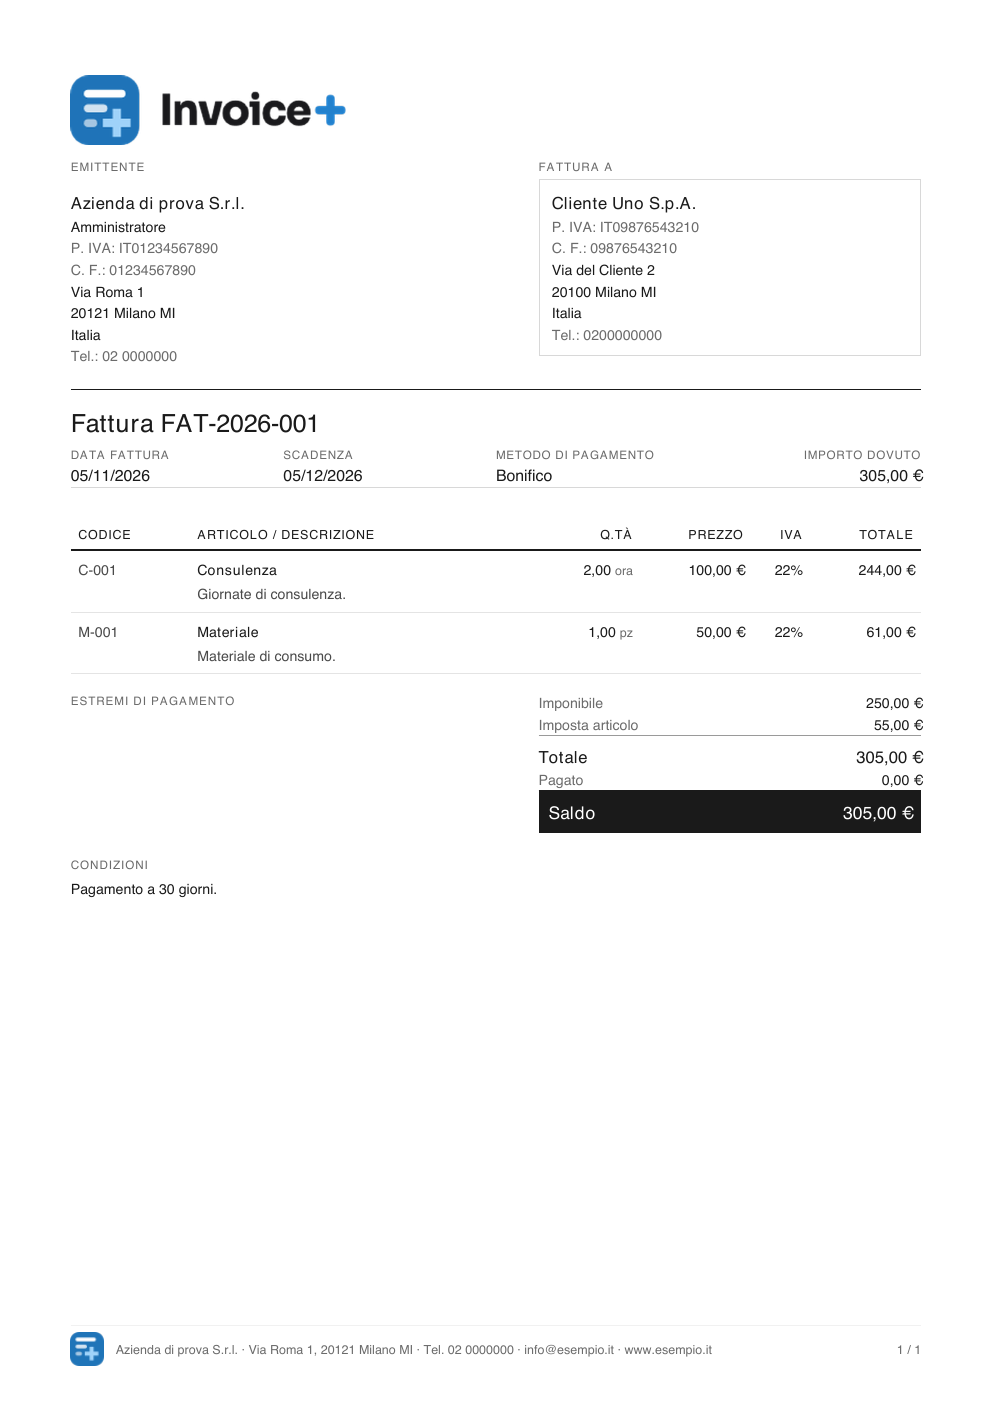 Invoice+
EMITTENTE
Azienda di prova S.r.l.
Amministratore
P. IVA: IT01234567890
C. F.: 01234567890
Via Roma 1
20121 Milano MI
Italia
Tel.: 02 0000000
FATTURA A
Cliente Uno S.p.A.
P. IVA: IT09876543210
C. F.: 09876543210
Via del Cliente 2
20100 Milano MI
Italia
Tel.: 0200000000
Fattura FAT-2026-001
DATA FATTURA SCADENZA METODO DI PAGAMENTO IMPORTO DOVUTO
05/11/2026 05/12/2026 Bonifico 305,00 €
CODICE ARTICOLO / DESCRIZIONE Q.TÀ PREZZO IVA TOTALE
C-001 Consulenza 2,00 ora 100,00 € 22% 244,00 €
Giornate di consulenza.
M-001 Materiale 1,00 pz 50,00 € 22% 61,00 €
Materiale di consumo.
ESTREMI DI PAGAMENTO
Imponibile 250,00 €
Imposta articolo 55,00 €
Totale 305,00 €
Pagato 0,00 €
Saldo 305,00 €
CONDIZIONI
Pagamento a 30 giorni.
Azienda di prova S.r.l. · Via Roma 1, 20121 Milano MI · Tel. 02 0000000 · info@esempio.it · www.esempio.it 1 / 1